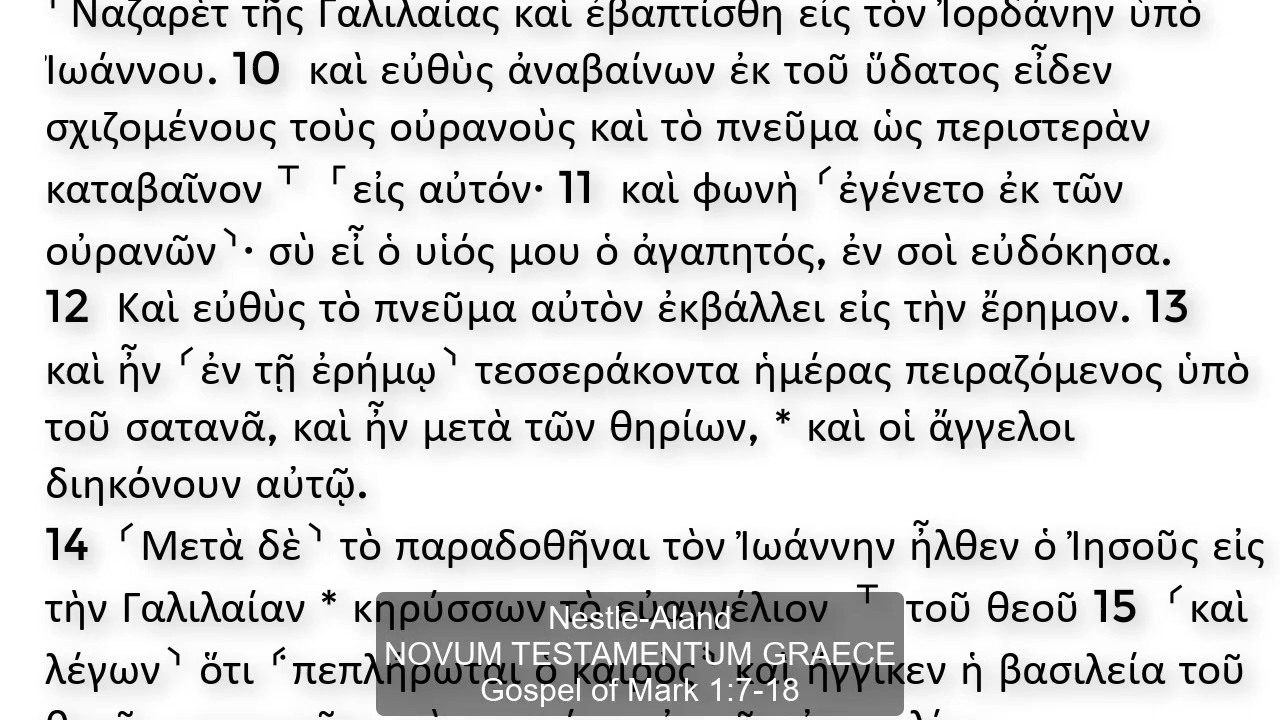 ⸀Ναζαρὲτ τῆς Γαλιλαίας καὶ ἐβαπτίσθη εἰς τὸν Ἰορδάνην ὑπὸ
Ἰωάννου. 10 καὶ εὐθὺς ἀναβαίνων ἐκ τοῦ ὕδατος εἶδεν
σχιζομένους τοὺς οὐρανοὺς καὶ τὸ πνεῦμα ὡς περιστερὰν
καταβαῖνον ⸆ ⸀εἰς αὐτόν· 11 καὶ φωνὴ ⸂ἐγένετο ἐκ τῶν
οὐρανῶν⸃· σὺ εἶ ὁ υἱός μου ὁ ἀγαπητός, ἐν σοὶ εὐδόκησα.
12 Καὶ εὐθὺς τὸ πνεῦμα αὐτὸν ἐκβάλλει εἰς τὴν ἔρημον. 13
καὶ ἦν ⸂ἐν τῇ ἐρήμῳ⸃ τεσσεράκοντα ἡμέρας πειραζόμενος ὑπὸ
τοῦ σατανᾶ, καὶ ἦν μετὰ τῶν θηρίων, * καὶ οἱ ἄγγελοι
διηκόνουν αὐτῷ.
14 ⸂Μετὰ δὲ⸃ τὸ παραδοθῆναι τὸν Ἰωάννην ἦλθεν ὁ Ἰησοῦς εἰς
τὴν Γαλιλαίαν * κηρύσσων τὸ εὐαγγέλιον ⸆ τοῦ θεοῦ 15 ⸂καὶ
λέγων⸃ ὅτι ⸄πεπλήρωται ὁ καιρὸς⸅ καὶ ἤγγικεν ἡ βασιλεία τοῦ
Nestle-Aland
NOVUM TESTAMENTUM GRAECE
Gospel of Mark 1:7-18